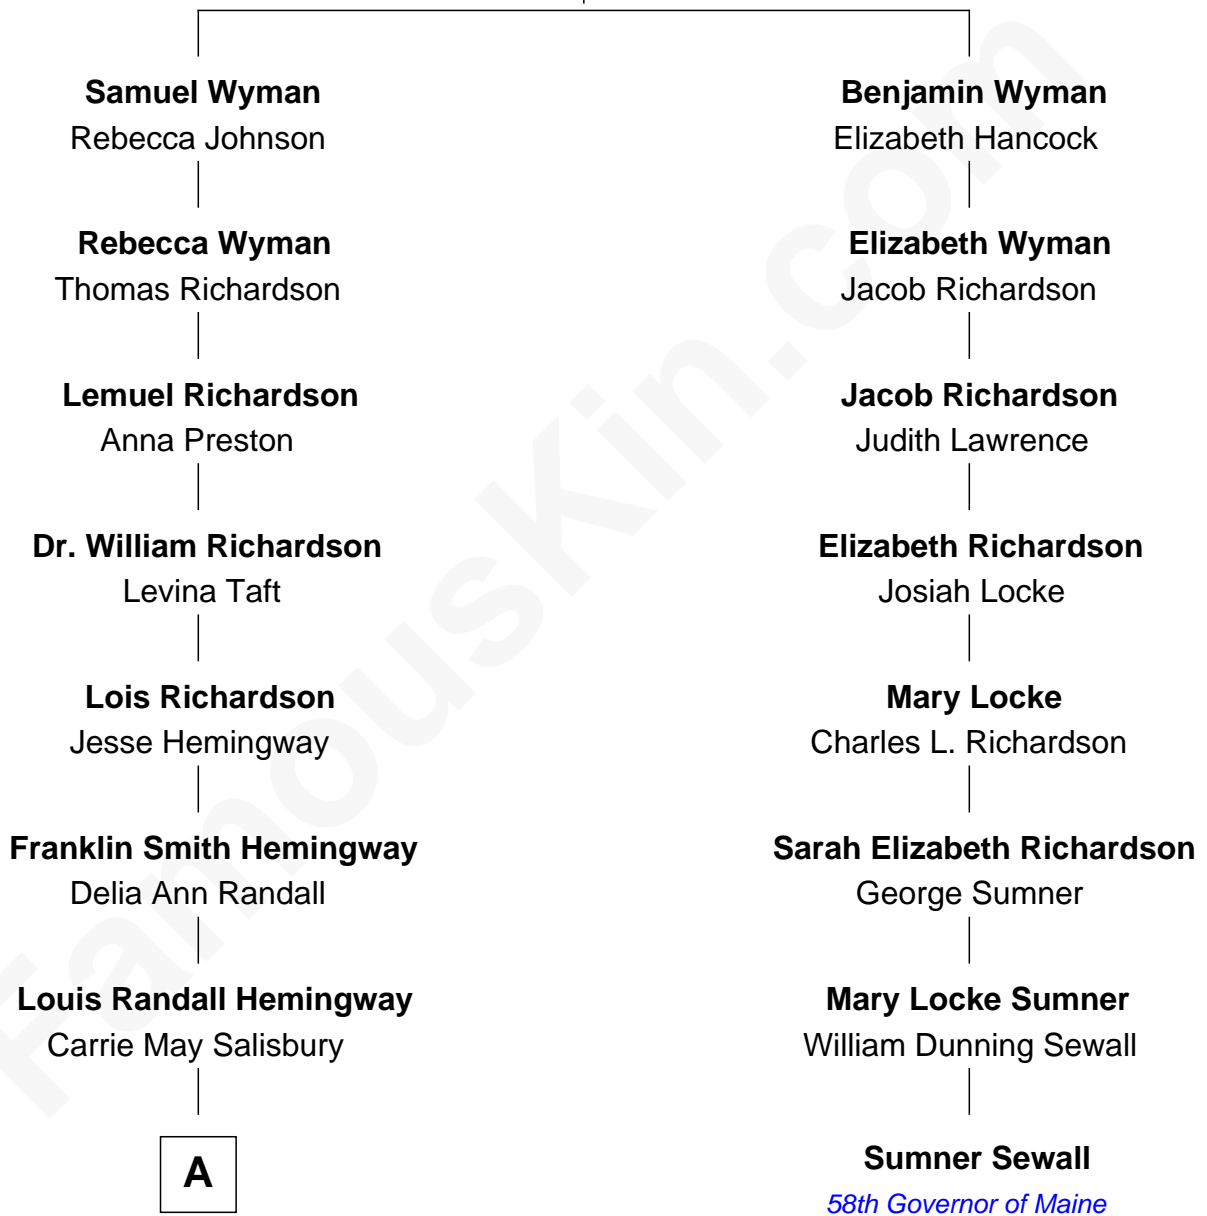 Samuel Wyman
Rebecca Johnson
Rebecca Wyman
Thomas Richardson
Lemuel Richardson
Anna Preston
Dr. William Richardson
Levina Taft
Lois Richardson
Jesse Hemingway
Franklin Smith Hemingway
Delia Ann Randall
Louis Randall Hemingway
Carrie May Salisbury
A
Benjamin Wyman
Elizabeth Hancock
Elizabeth Wyman
Jacob Richardson
Jacob Richardson
Judith Lawrence
Elizabeth Richardson
Josiah Locke
Mary Locke
Charles L. Richardson
Sarah Elizabeth Richardson
George Sumner
Mary Locke Sumner
William Dunning Sewall
Sumner Sewall
58th Governor of Maine
FamousKin.com